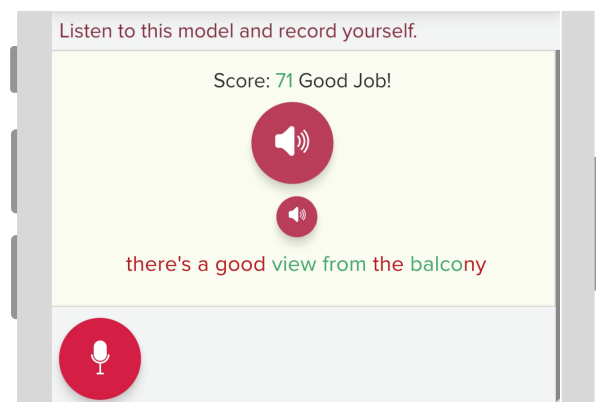 Listen to this model and record yourself.
Score: 71 Good Job!
there's a good view from the balcony